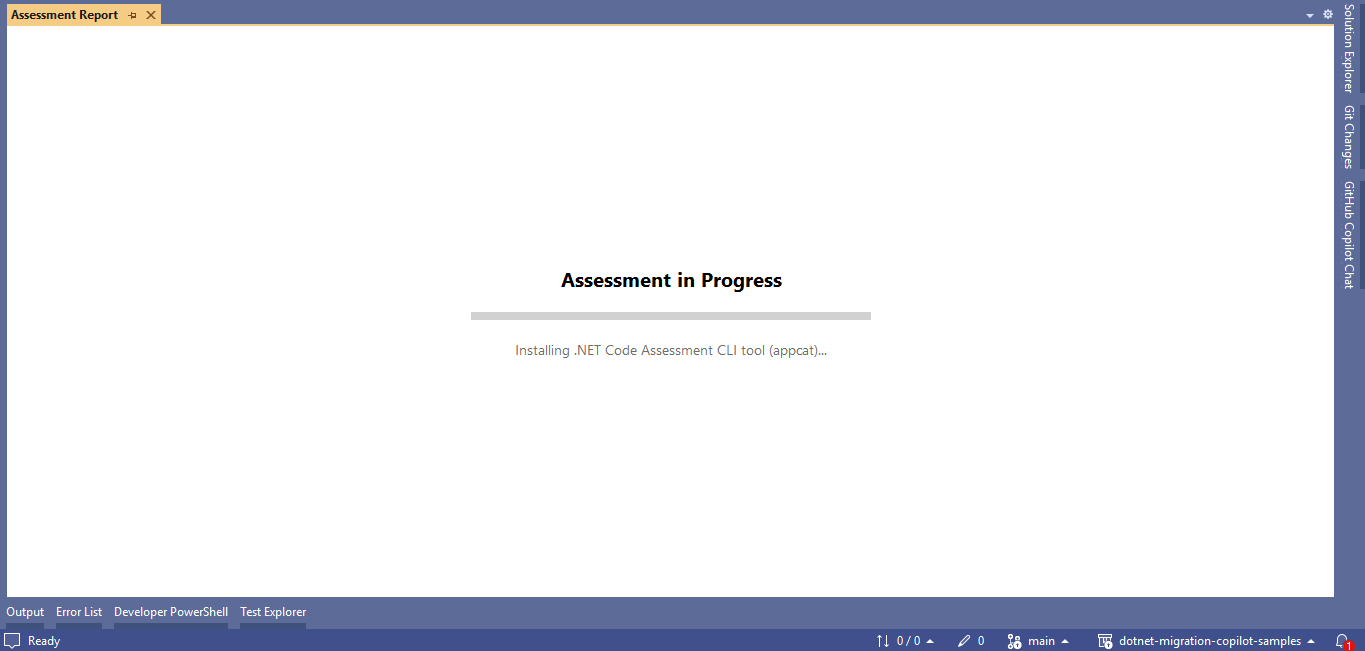 Assessment Report
Solution Explorer
Git Changes
GitHub Copilot Chat
Assessment in Progress
Installing .NET Code Assessment CLI tool (appcat)...
Output Error List Developer PowerShell Test Explorer
Ready 0 / 0 0 main dotnet-migration-copilot-samples 1